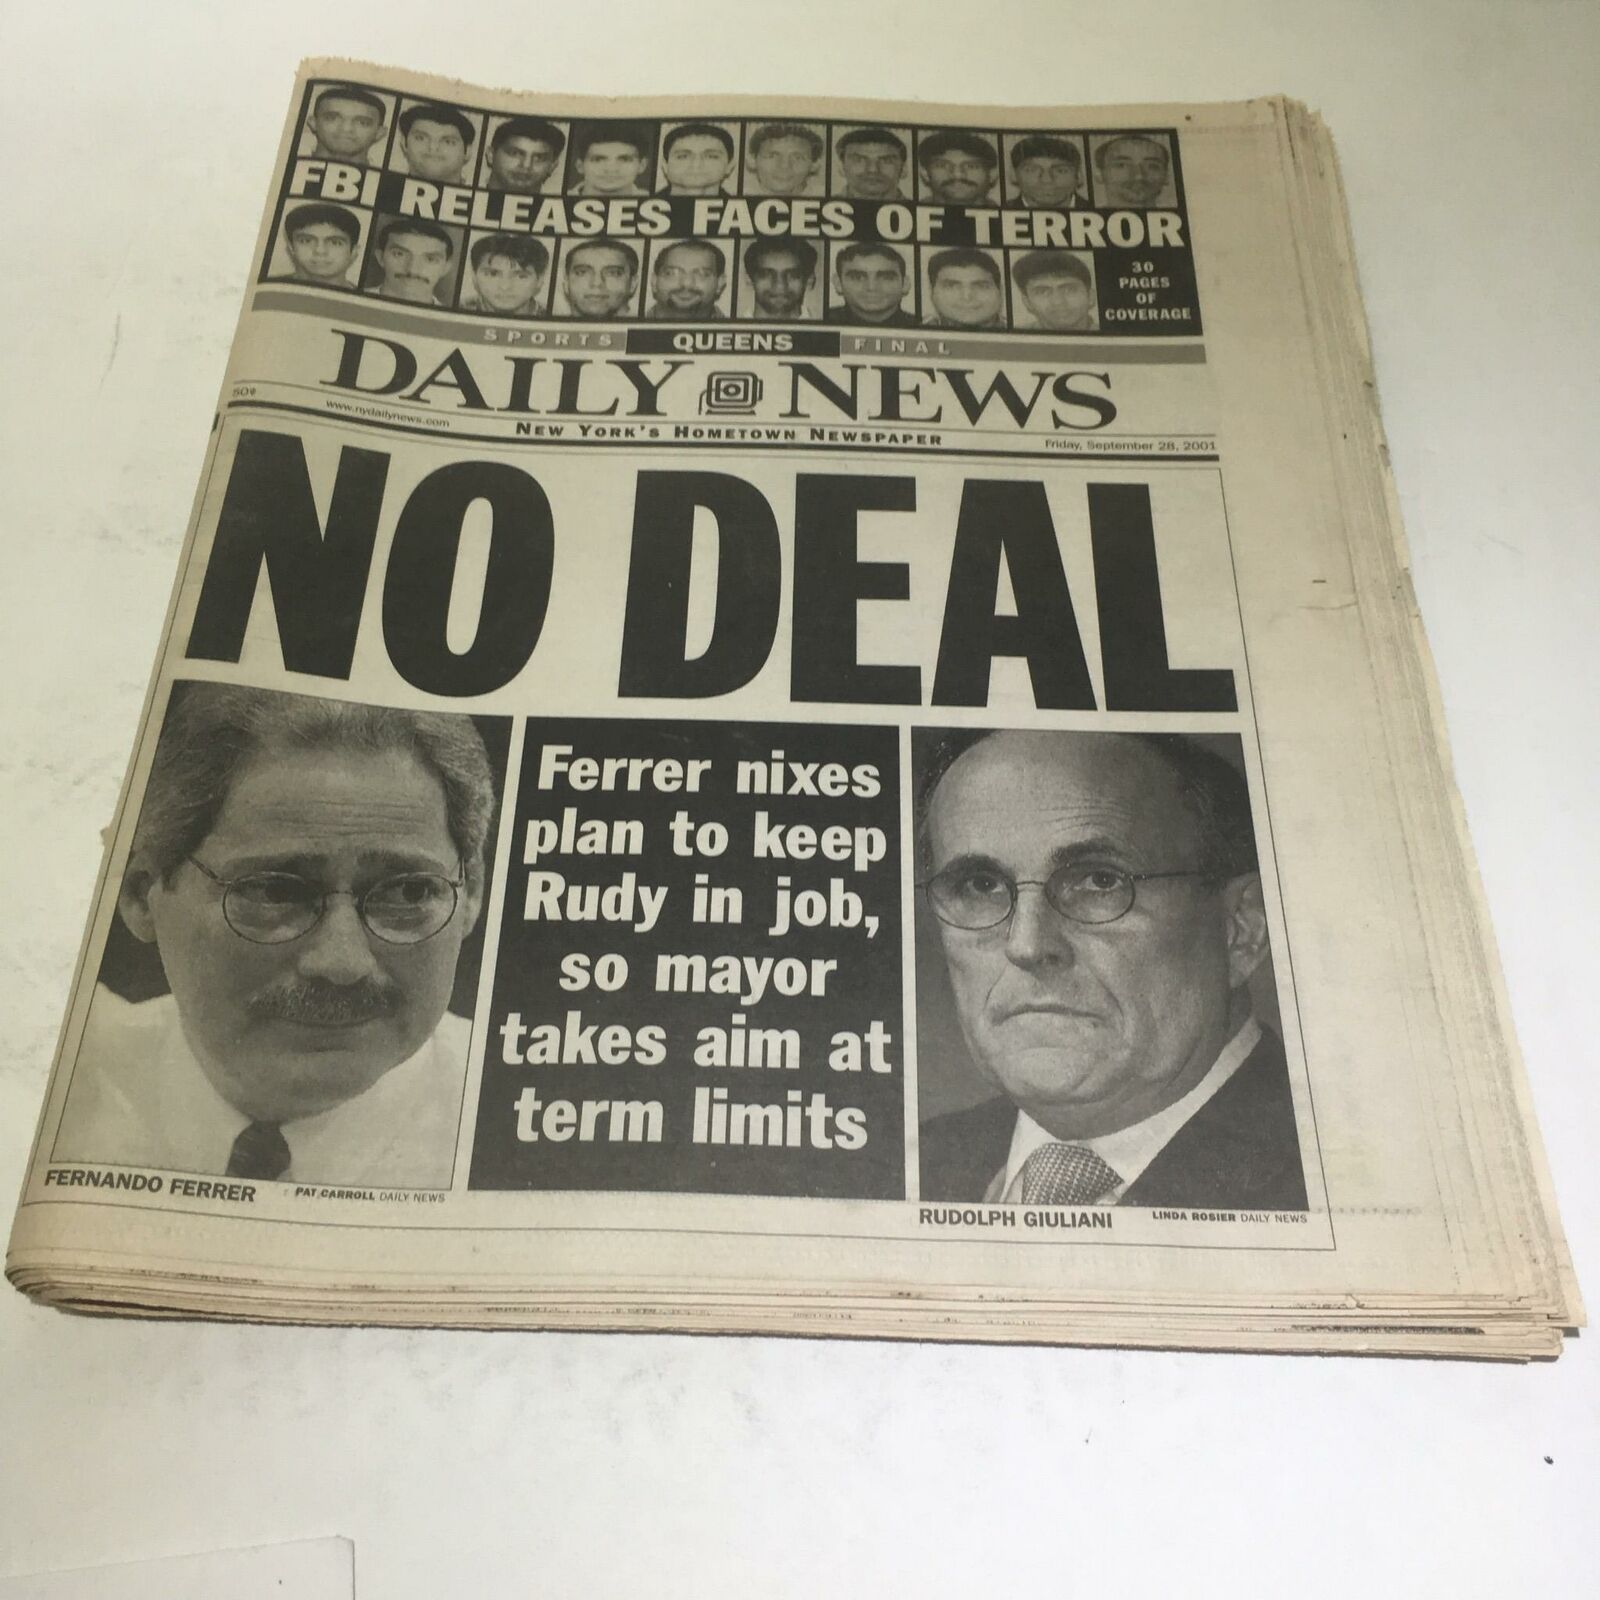 FBI RELEASES FACES OF TERROR
30
PAGES
OF
COVERAGE
SPORTS QUEENS FINAL
DAILY NEWS
50¢
www.nydailynews.com
NEW YORK'S HOMETOWN NEWSPAPER
Friday, September 28, 2001
NO DEAL
Ferrer nixes
plan to keep
Rudy in job,
so mayor
takes aim at
term limits
FERNANDO FERRER PAT CARROLL DAILY NEWS
RUDOLPH GIULIANI LINDA ROSIER DAILY NEWS